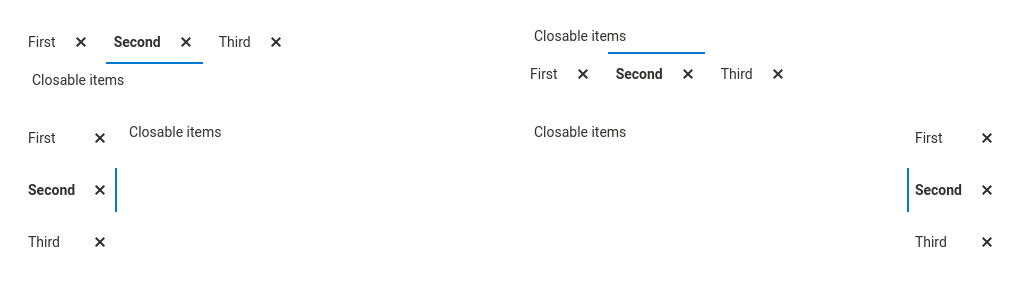 First Second Third
Closable items
Closable items
First Second Third
First
Second
Third
Closable items
Closable items
First
Second
Third